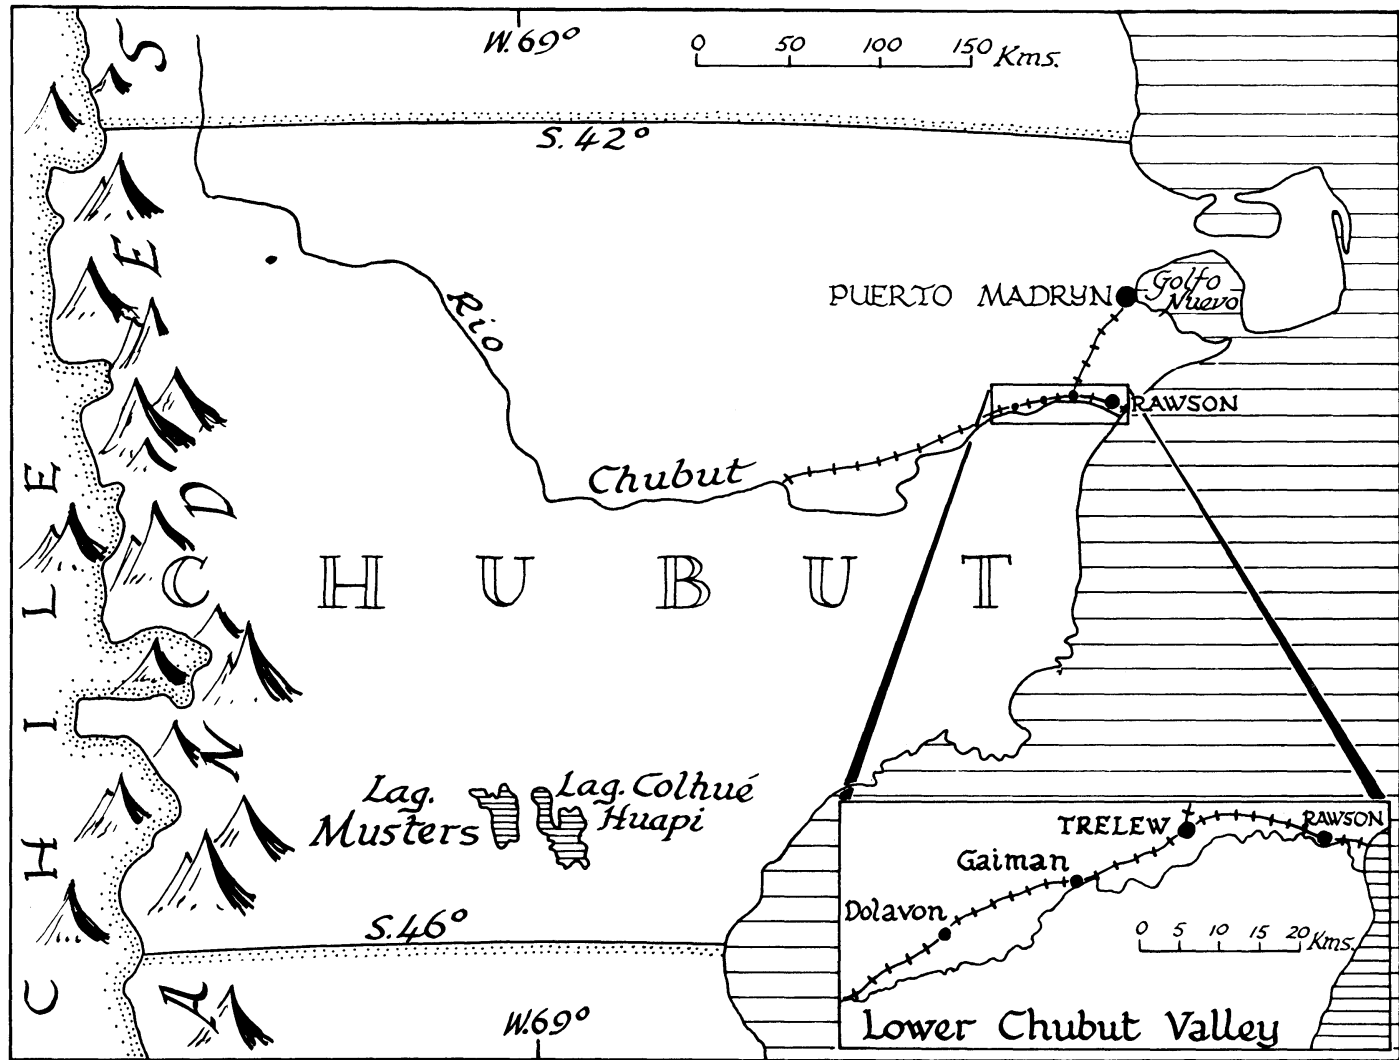 W. 69°
0 50 100 150 Kms.
S. 42°
ANDES
CHILE
Rio
Chubut
PUERTO MADRYN
Golfo
Nuevo
RAWSON
CHUBUT
Lag.
Musters
Lag. Colhué
Huapi
S. 46°
W. 69°
TRELEW
RAWSON
Gaiman
Dolavon
0 5 10 15 20 Kms.
Lower Chubut Valley